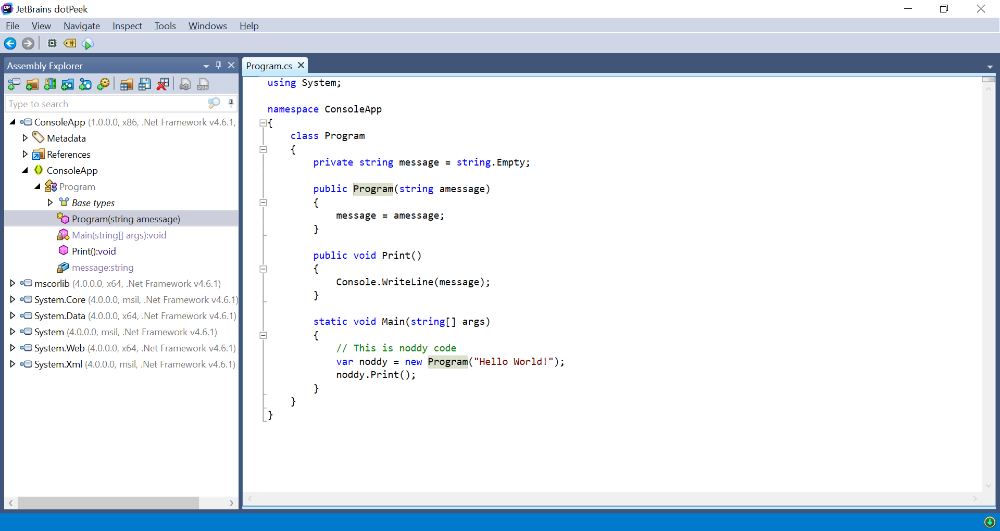 JetBrains dotPeek
File View Navigate Inspect Tools Windows Help
Assembly Explorer
Type to search
ConsoleApp (1.0.0.0, x86, .Net Framework v4.6.1,
Metadata
References
ConsoleApp
Program
Base types
Program(string amessage)
Main(string[] args):void
Print():void
message:string
mscorlib (4.0.0.0, x64, .Net Framework v4.6.1)
System.Core (4.0.0.0, msil, .Net Framework v4.6.1)
System.Data (4.0.0.0, x64, .Net Framework v4.6.1)
System (4.0.0.0, msil, .Net Framework v4.6.1)
System.Web (4.0.0.0, x64, .Net Framework v4.6.1)
System.Xml (4.0.0.0, msil, .Net Framework v4.6.1)
Program.cs
using System;
namespace ConsoleApp
{
class Program
{
private string message = string.Empty;
public Program(string amessage)
{
message = amessage;
}
public void Print()
{
Console.WriteLine(message);
}
static void Main(string[] args)
{
// This is noddy code
var noddy = new Program("Hello World!");
noddy.Print();
}
}
}